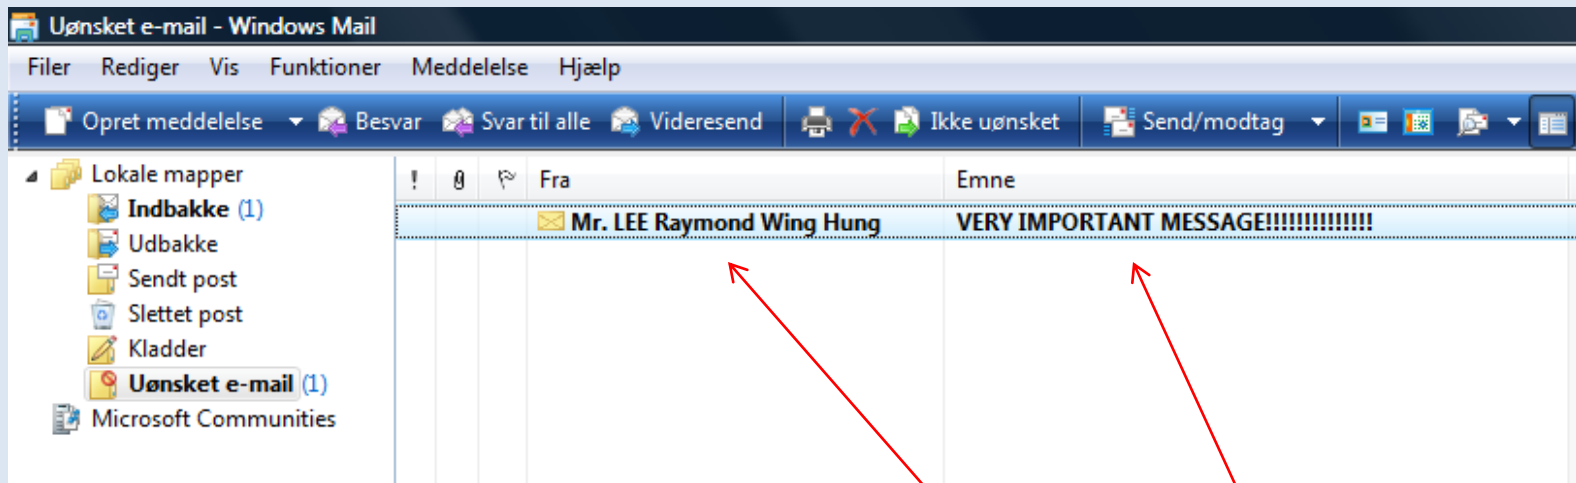 Uønsket e-mail - Windows Mail
Filer Rediger Vis Funktioner Meddelelse Hjælp
Opret meddelelse Besvar Svar til alle Videresend Ikke uønsket Send/modtag
Lokale mapper
Indbakke (1)
Udbakke
Sendt post
Slettet post
Kladder
Uønsket e-mail (1)
Microsoft Communities
! Fra Emne
Mr. LEE Raymond Wing Hung VERY IMPORTANT MESSAGE!!!!!!!!!!!!!!